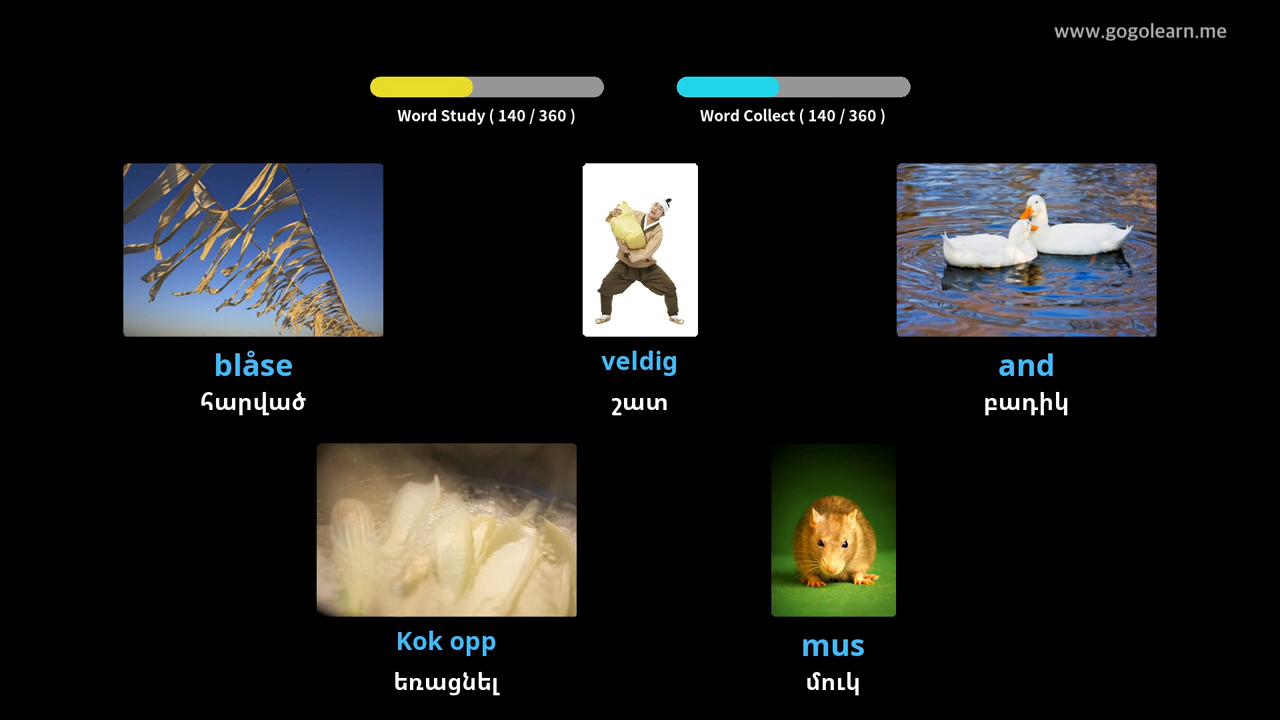 www.gogolearn.me
Word Study ( 140 / 360 )
Word Collect ( 140 / 360 )
blåse
հարված
veldig
շատ
and
բադիկ
Kok opp
եռացնել
mus
մուկ